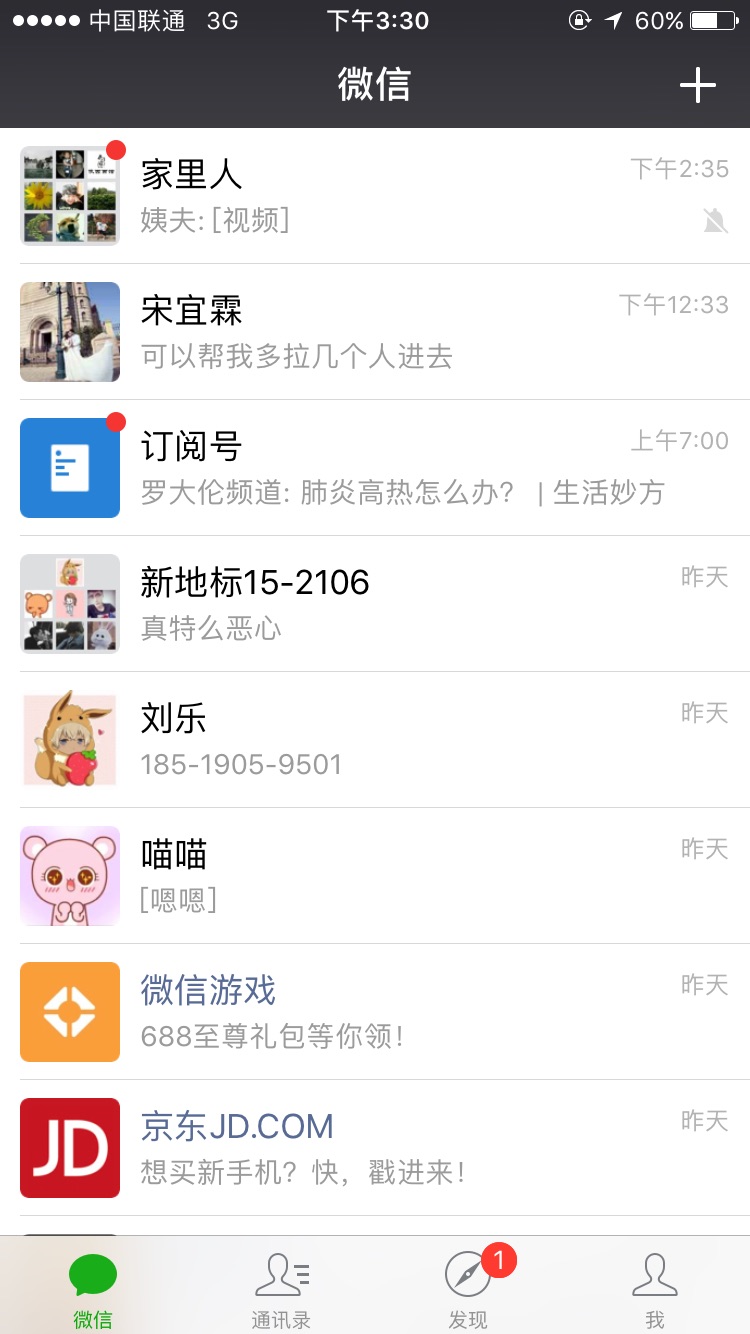 中国联通 3G 下午3:30 60%
微信
家里人 下午2:35
姨夫: [视频]
宋宜霖 下午12:33
可以帮我多拉几个人进去
订阅号 上午7:00
罗大伦频道: 肺炎高热怎么办？ | 生活妙方
新地标15-2106 昨天
真特么恶心
刘乐 昨天
185-1905-9501
喵喵 昨天
[嗯嗯]
微信游戏 昨天
688至尊礼包等你领！
JD
京东JD.COM 昨天
想买新手机？快，戳进来！
1
微信 通讯录 发现 我